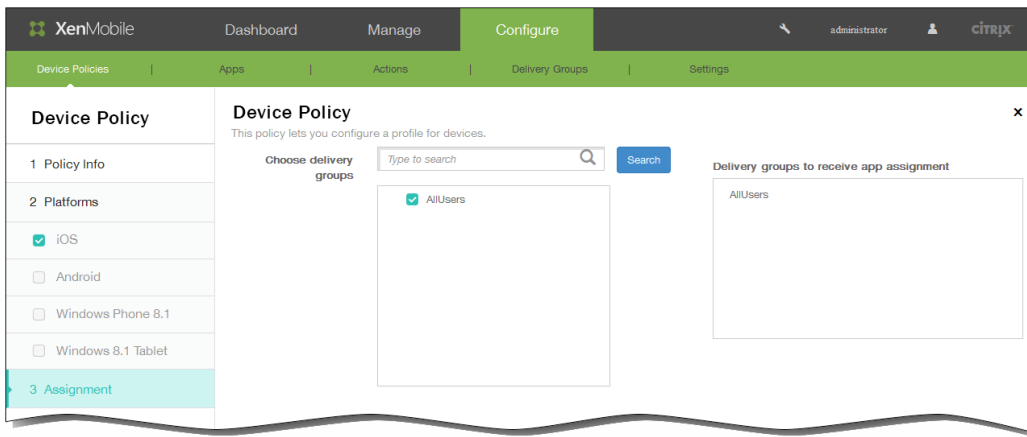 XenMobile Dashboard Manage Configure administrator CİTRIX
Device Policies | Apps | Actions | Delivery Groups | Settings
Device Policy
1 Policy Info
2 Platforms
iOS
Android
Windows Phone 8.1
Windows 8.1 Tablet
3 Assignment
Device Policy
x
This policy lets you configure a profile for devices.
Choose delivery
groups
Type to search
Search
AllUsers
Delivery groups to receive app assignment
AllUsers